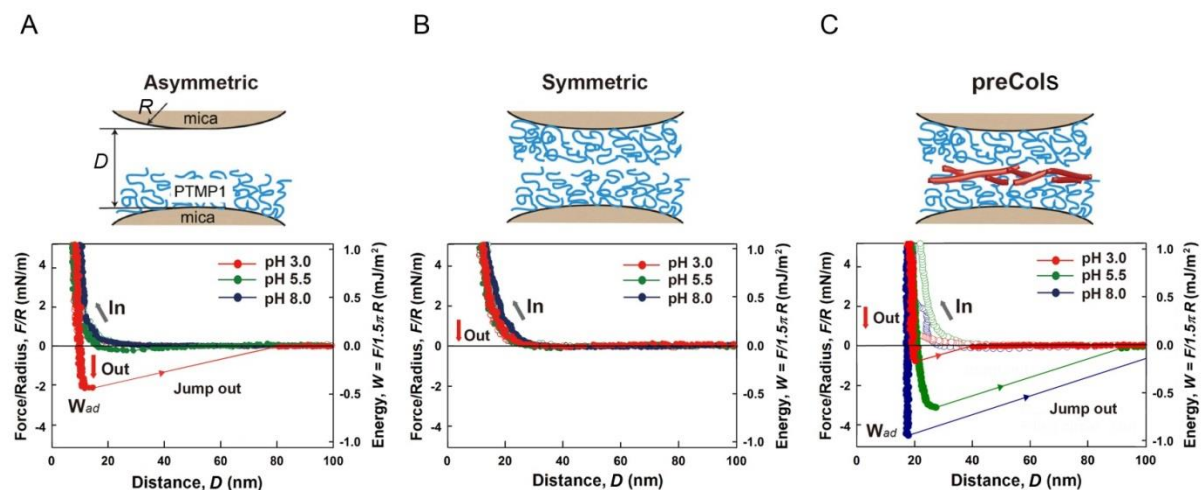 A
Asymmetric
R
mica
D
PTMP1
mica
Force/Radius, F/R (mN/m)
4
2
0
-2
-4
pH 3.0
pH 5.5
pH 8.0
In
Out
Jump out
Wad
1.0
0.5
0.0
-0.5
-1.0
Energy, W = F/1.5π R (mJ/m²)
0 20 40 60 80 100
Distance, D (nm)
B
Symmetric
Force/Radius, F/R (mN/m)
4
2
0
-2
-4
pH 3.0
pH 5.5
pH 8.0
In
Out
1.0
0.5
0.0
-0.5
-1.0
Energy, W = F/1.5π R (mJ/m²)
0 20 40 60 80 100
Distance, D (nm)
C
preColS
Force/Radius, F/R (mN/m)
4
2
0
-2
-4
pH 3.0
pH 5.5
pH 8.0
In
Out
Jump out
Wad
1.0
0.5
0.0
-0.5
-1.0
Energy, W = F/1.5π R (mJ/m²)
0 20 40 60 80 100
Distance, D (nm)